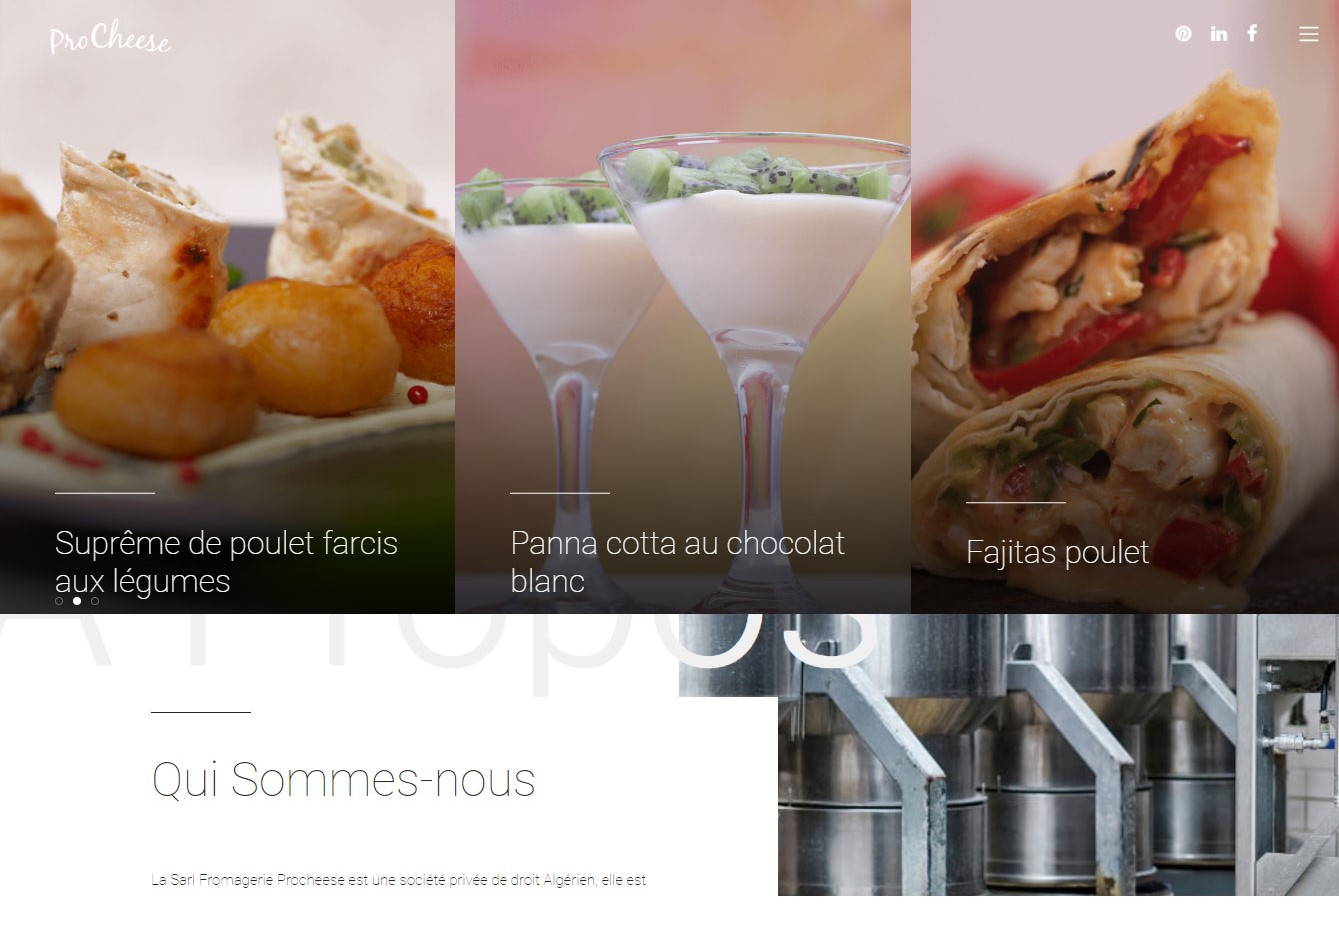 ProCheese
Suprême de poulet farcis
aux légumes
Panna cotta au chocolat
blanc
Fajitas poulet
A Propos
Qui Sommes-nous
La Sarl Fromagerie Procheese est une société privée de droit Algérien, elle est